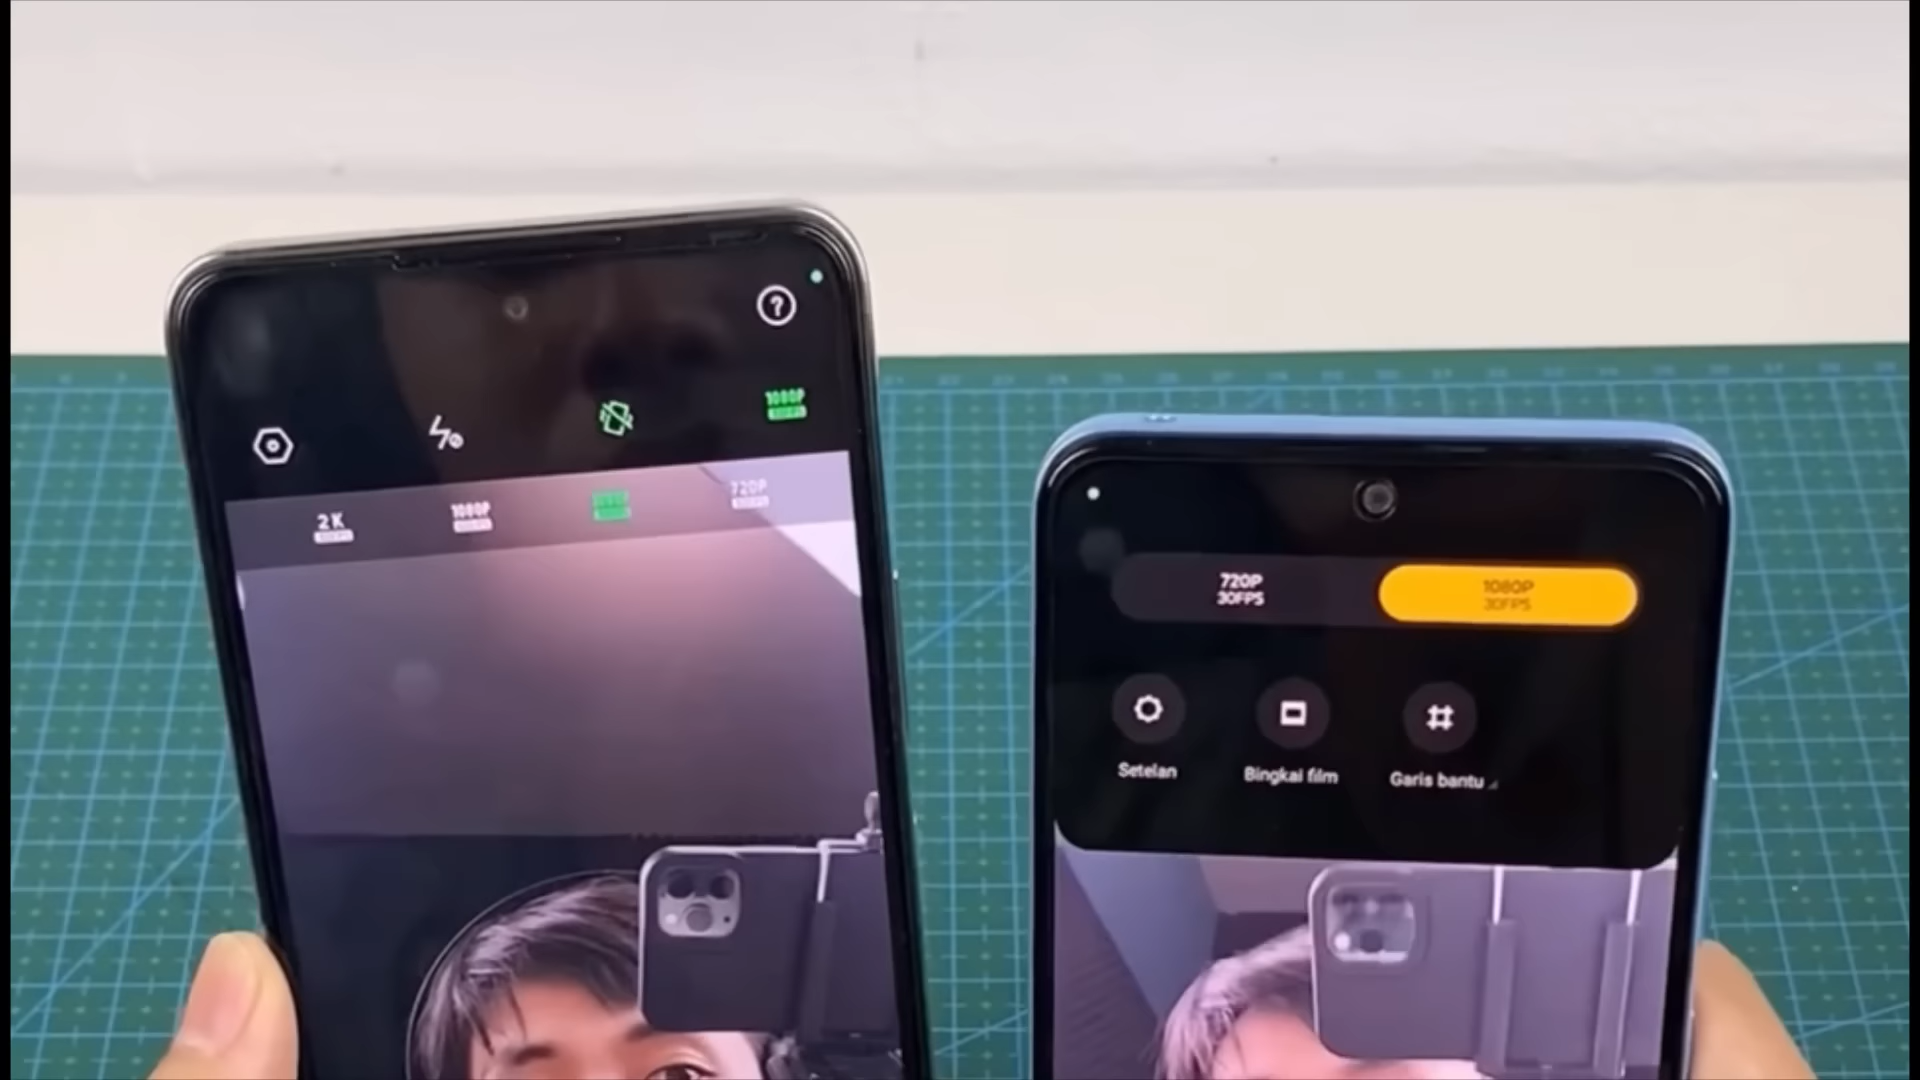 ?
1080P
2K
1080P
720P
720P
30FPS
1080P
30FPS
Setelan
Bingkai film
Garis bantu